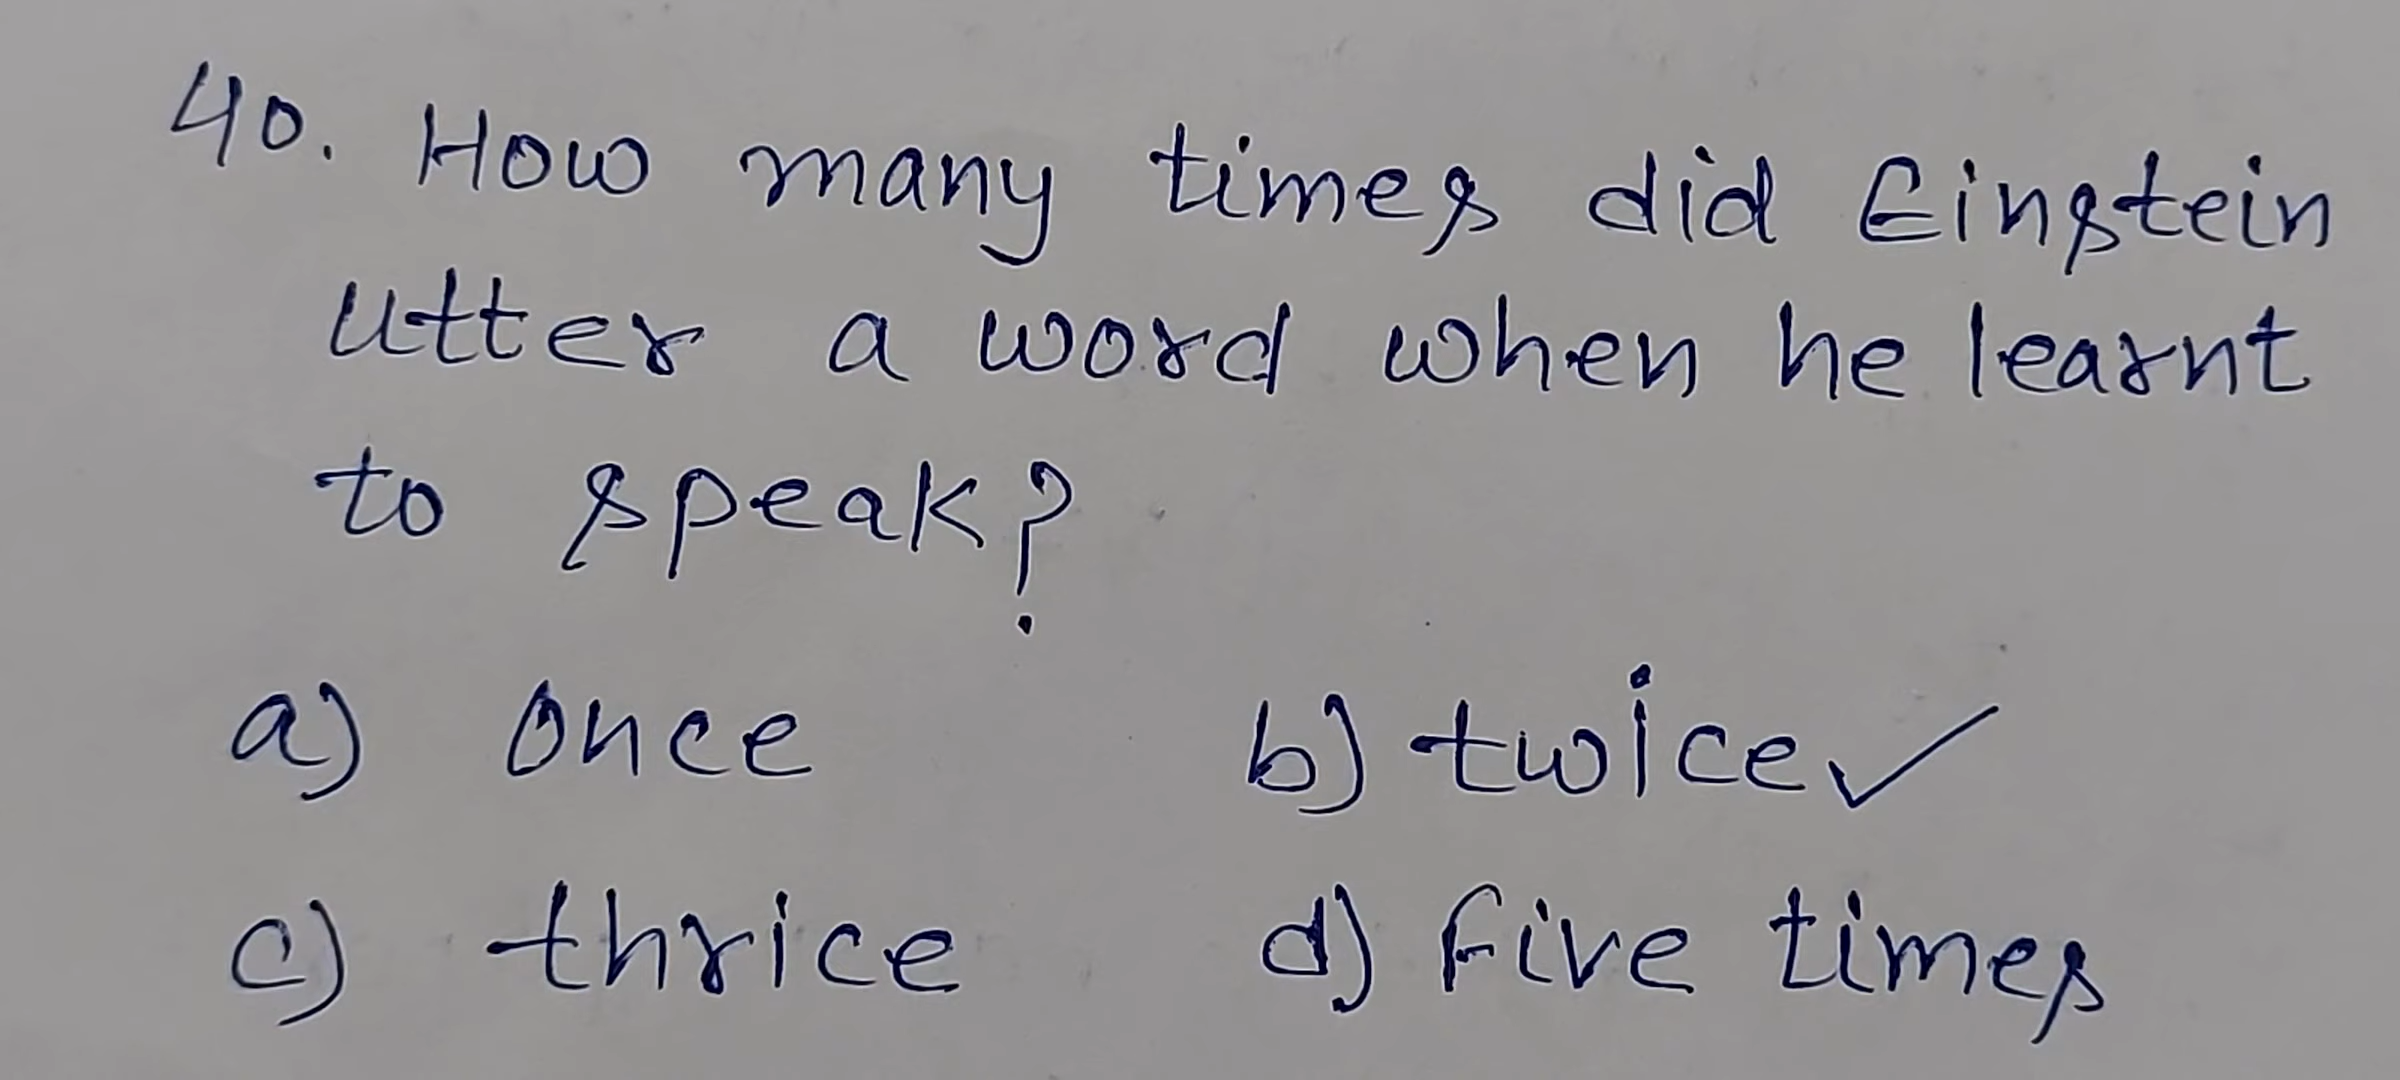 40. How many times did Einstein
utter a word when he learnt
to speak?
a) once b) twice ✓
c) thrice d) Five times